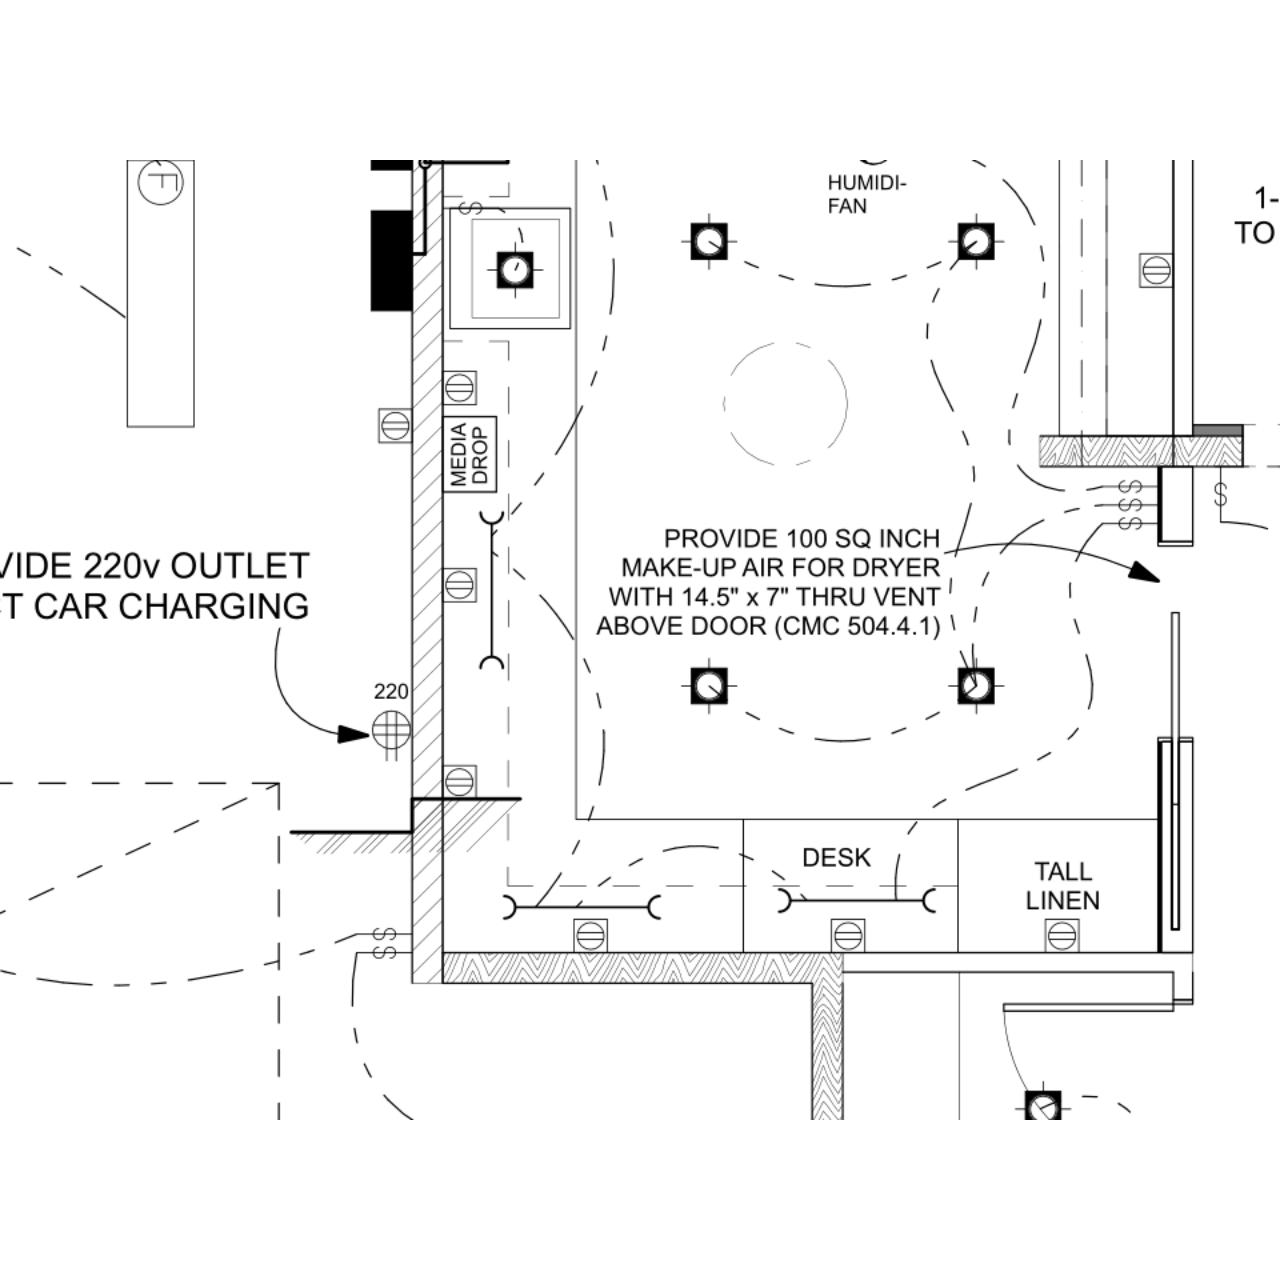 F
HUMIDI-
FAN
1-
TO
S
MEDIA
DROP
S
S
S
S
PROVIDE 100 SQ INCH
MAKE-UP AIR FOR DRYER
WITH 14.5" x 7" THRU VENT
ABOVE DOOR (CMC 504.4.1)
VIDE 220v OUTLET
CT CAR CHARGING
220
DESK
TALL
LINEN
S
S